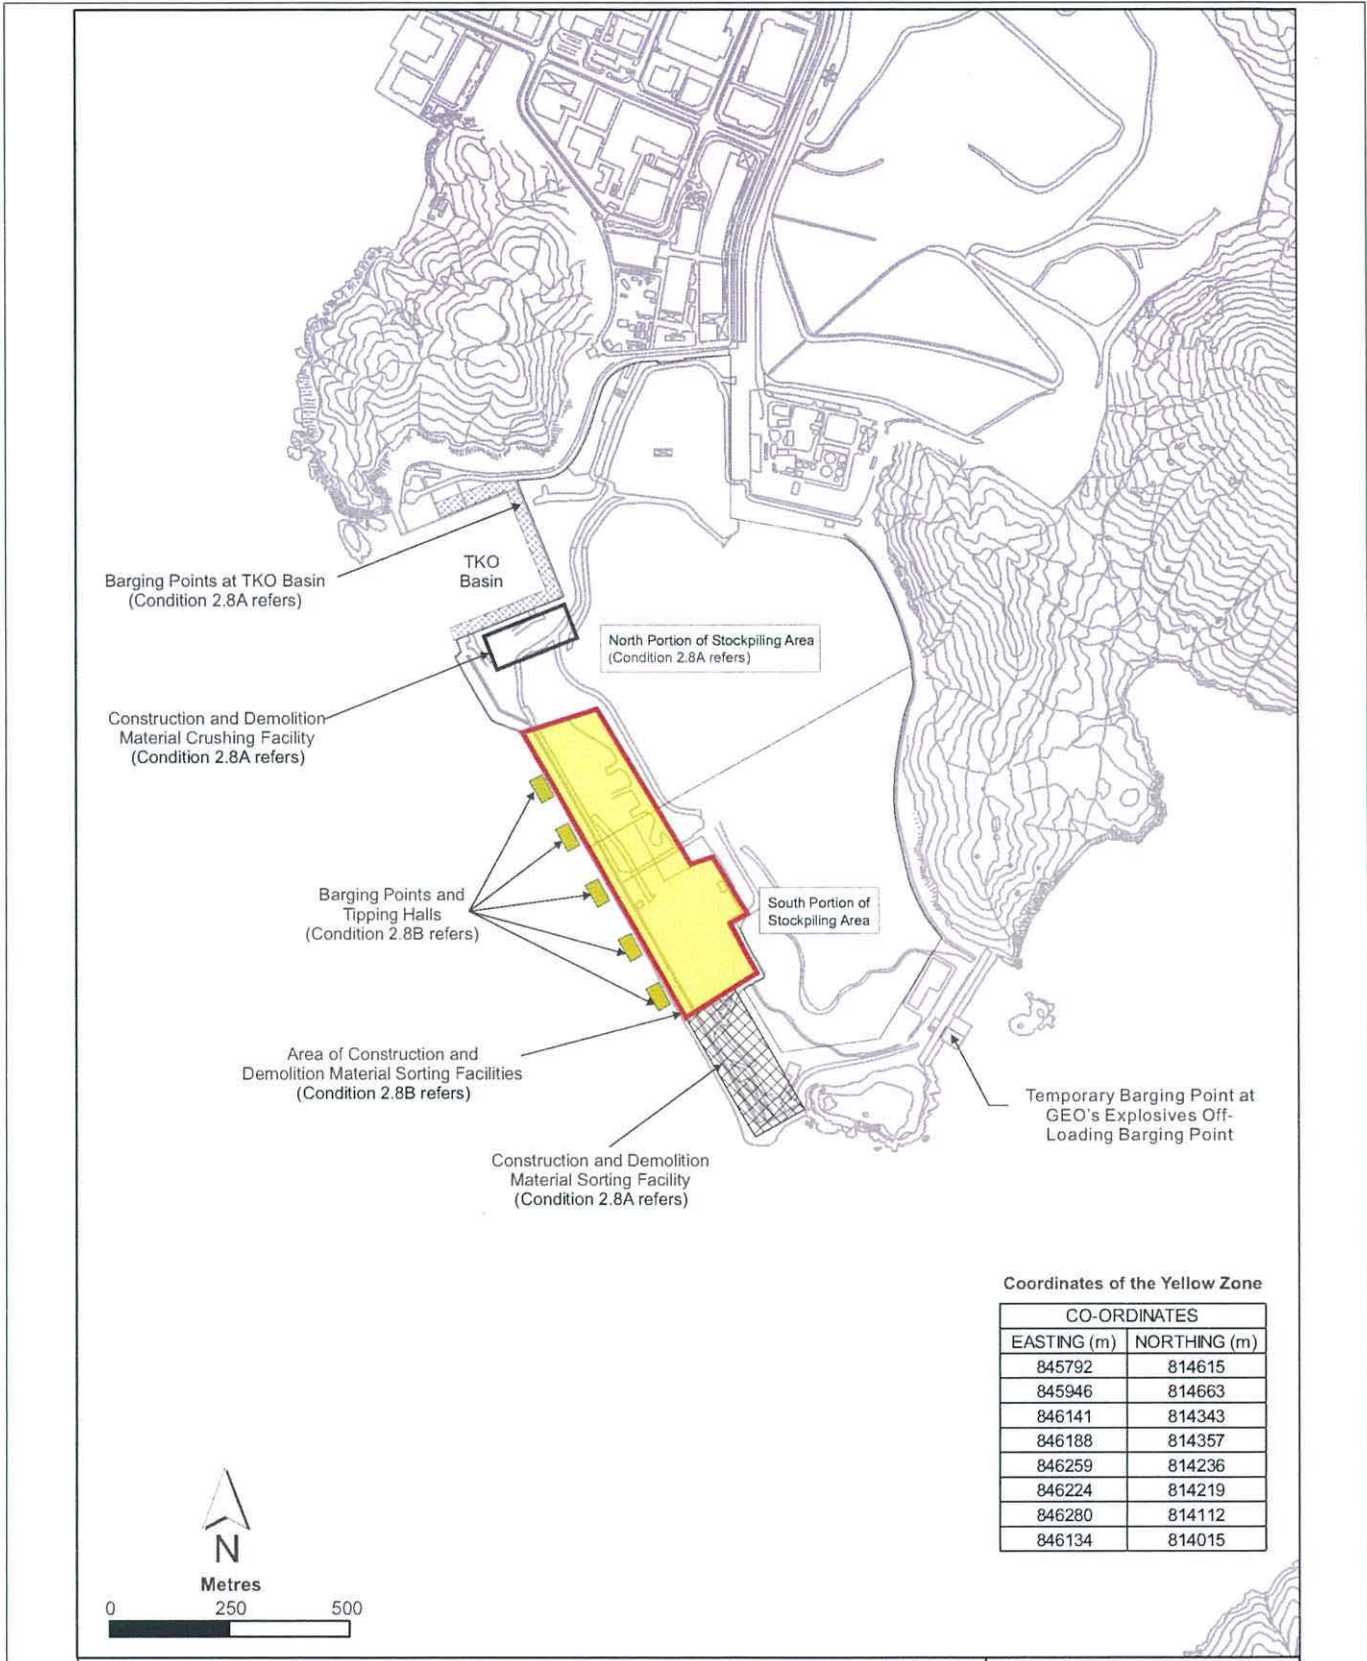 TKO
Basin
Barging Points at TKO Basin
(Condition 2.8A refers)
North Portion of Stockpiling Area
(Condition 2.8A refers)
Construction and Demolition
Material Crushing Facility
(Condition 2.8A refers)
Barging Points and
Tipping Halls
(Condition 2.8B refers)
South Portion of
Stockpiling Area
Area of Construction and
Demolition Material Sorting Facilities
(Condition 2.8B refers)
Temporary Barging Point at
GEO's Explosives Off-
Loading Barging Point
Construction and Demolition
Material Sorting Facility
(Condition 2.8A refers)
Coordinates of the Yellow Zone
CO-ORDINATES
EASTING (m) NORTHING (m)
845792 814615
845946 814663
846141 814343
846188 814357
846259 814236
846224 814219
846280 814112
846134 814015
N
Metres
0 250 500